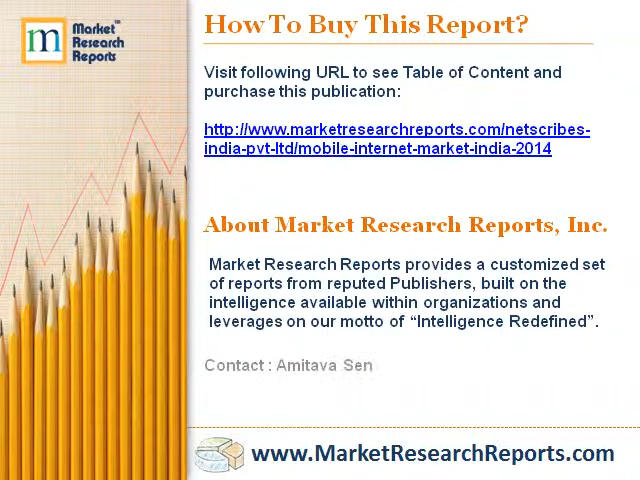 m
Market
Research
Reports
TM
How To Buy This Report?
Visit following URL to see Table of Content and
purchase this publication:
http://www.marketresearchreports.com/netscribes-
india-pvt-ltd/mobile-internet-market-india-2014
About Market Research Reports, Inc.
Market Research Reports provides a customized set
of reports from reputed Publishers, built on the
intelligence available within organizations and
leverages on our motto of “Intelligence Redefined”.
Contact : Amitava Sen
www.MarketResearchReports.com